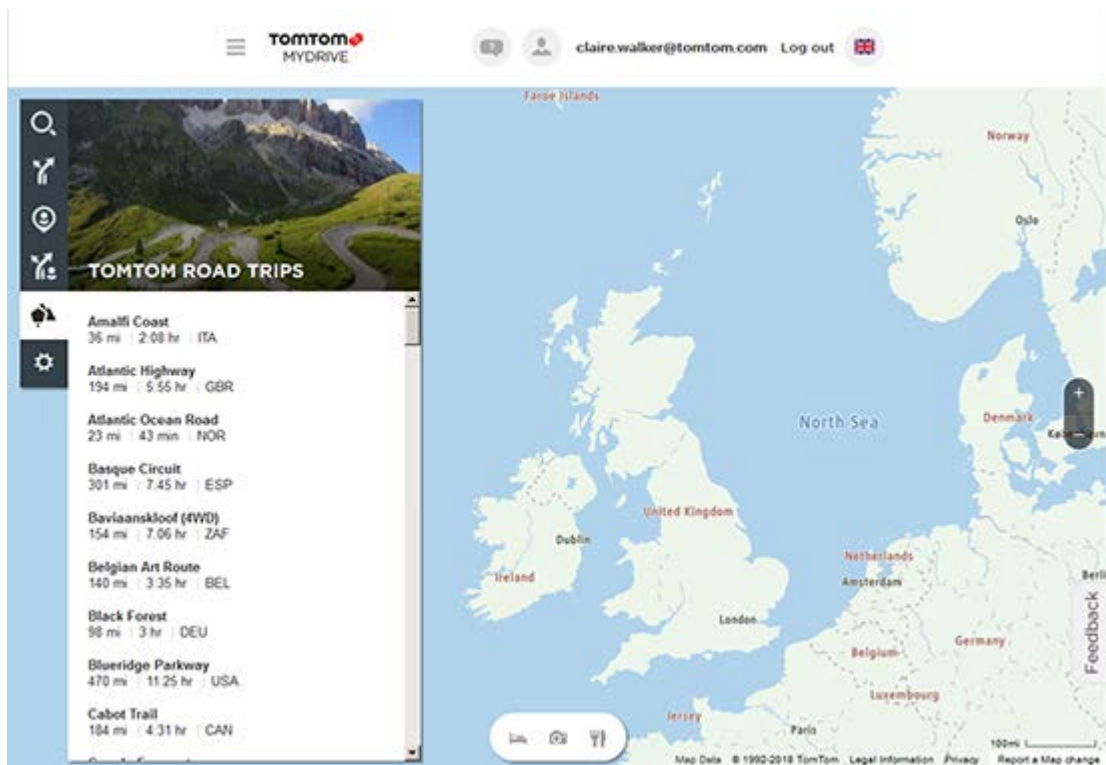 TOMTOM
MYDRIVE
claire.walker@tomtom.com Log out
TOMTOM ROAD TRIPS
Amalfi Coast
36 mi 2:08 hr ITA
Atlantic Highway
194 mi 5:55 hr GBR
Atlantic Ocean Road
23 mi 43 min NOR
Basque Circuit
301 mi 7:45 hr ESP
Baviaanskloof (4WD)
154 mi 7:06 hr ZAF
Belgian Art Route
140 mi 3:35 hr BEL
Black Forest
98 mi 3 hr DEU
Blueridge Parkway
470 mi 11:25 hr USA
Cabot Trail
184 mi 4:31 hr CAN
Faroe Islands
Norway
Oslo
North Sea
Denmark
United Kingdom
Dublin
Ireland
Netherlands
Amsterdam
Berli
London
Germany
Belgium
Luxembourg
Jersey
Paris
Feedback
100mi
Map Data © 1992-2018 TomTom Legal Information Privacy Report a Map change